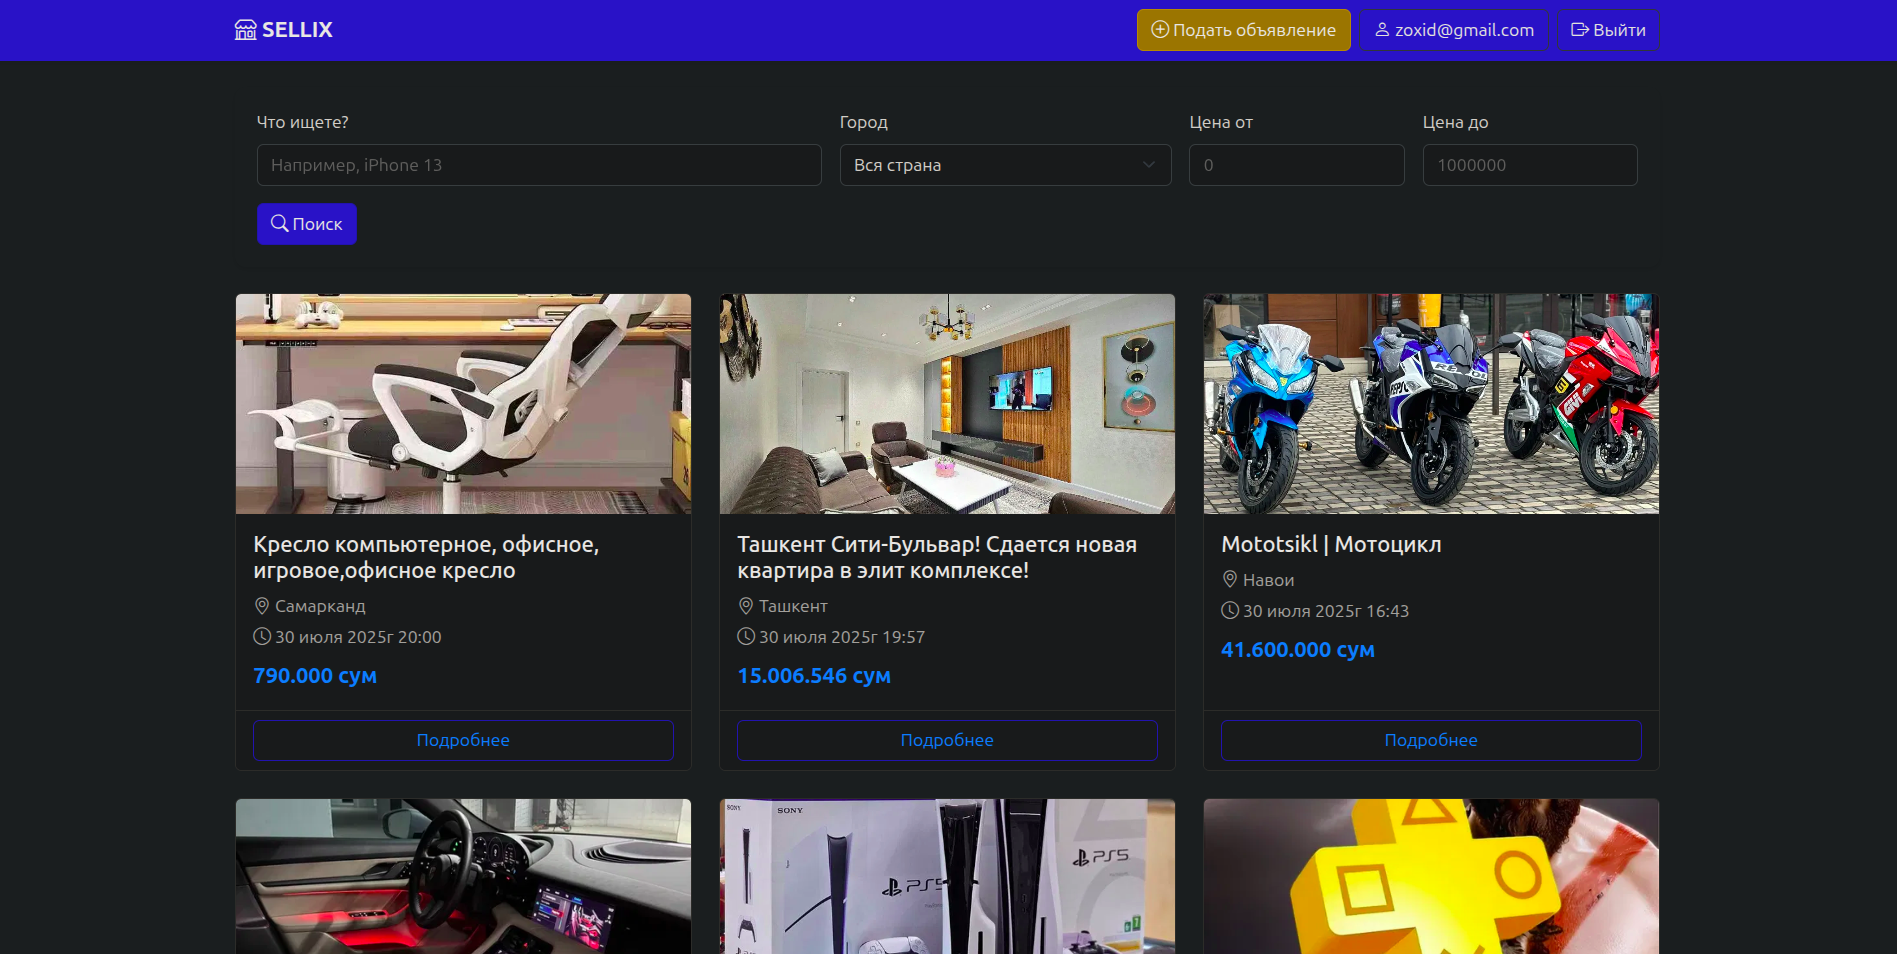 SELLIX
Подать объявление
zoxid@gmail.com
Выйти
Что ищете?
Город
Цена от
Цена до
Например, iPhone 13
Вся страна
0
1000000
Поиск
Кресло компьютерное, офисное,
игровое,офисное кресло
Самарканд
30 июля 2025г 20:00
790.000 сум
Подробнее
Ташкент Сити-Бульвар! Сдается новая
квартира в элит комплексе!
Ташкент
30 июля 2025г 19:57
15.006.546 сум
Подробнее
Mototsikl | Мотоцикл
Навои
30 июля 2025г 16:43
41.600.000 сум
Подробнее
SONY
SONY
PS5
PS5